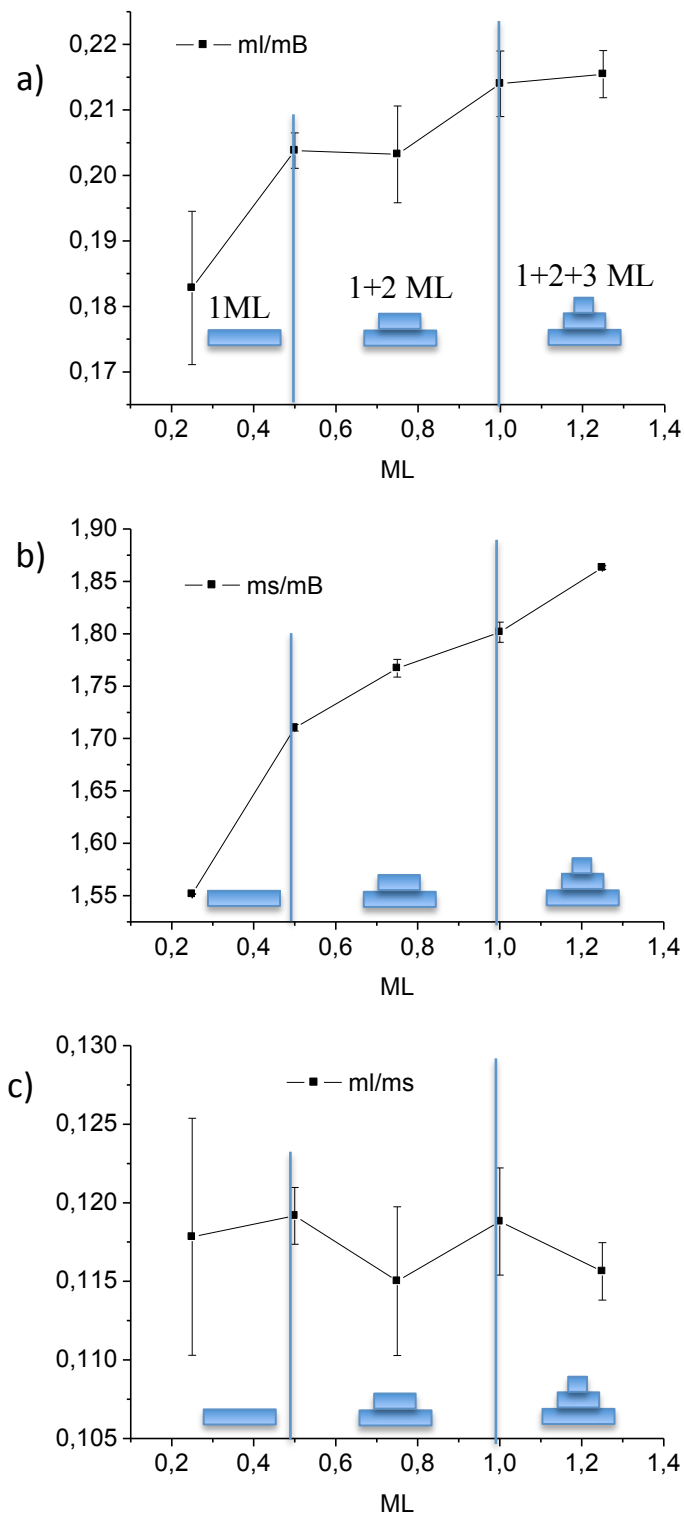 a)
ml/mB
0,22
0,21
0,20
0,19
0,18
0,17
1ML
1+2 ML
1+2+3 ML
0,2 0,4 0,6 0,8 1,0 1,2 1,4
ML
b)
ms/mB
1,90
1,85
1,80
1,75
1,70
1,65
1,60
1,55
0,2 0,4 0,6 0,8 1,0 1,2 1,4
ML
c)
ml/ms
0,130
0,125
0,120
0,115
0,110
0,105
0,2 0,4 0,6 0,8 1,0 1,2 1,4
ML